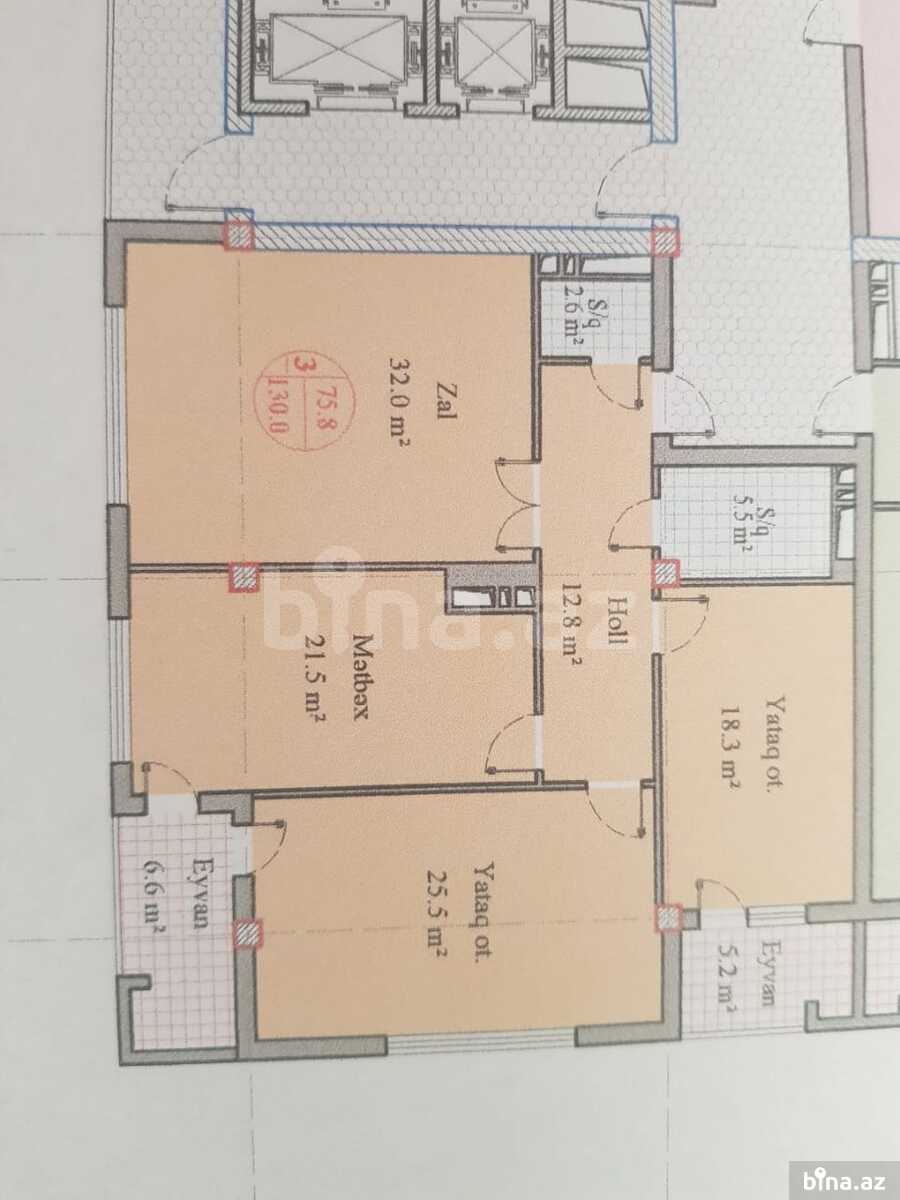 S/q
2.6 m²
Zal
32.0 m²
3
75.8
130.0
S/q
5.5 m²
Holl
12.8 m²
Mətbəx
21.5 m²
Yataq ot.
18.3 m²
Yataq ot.
25.5 m²
Eyvan
6.6 m²
Eyvan
5.2 m²
bina.az
bina.az